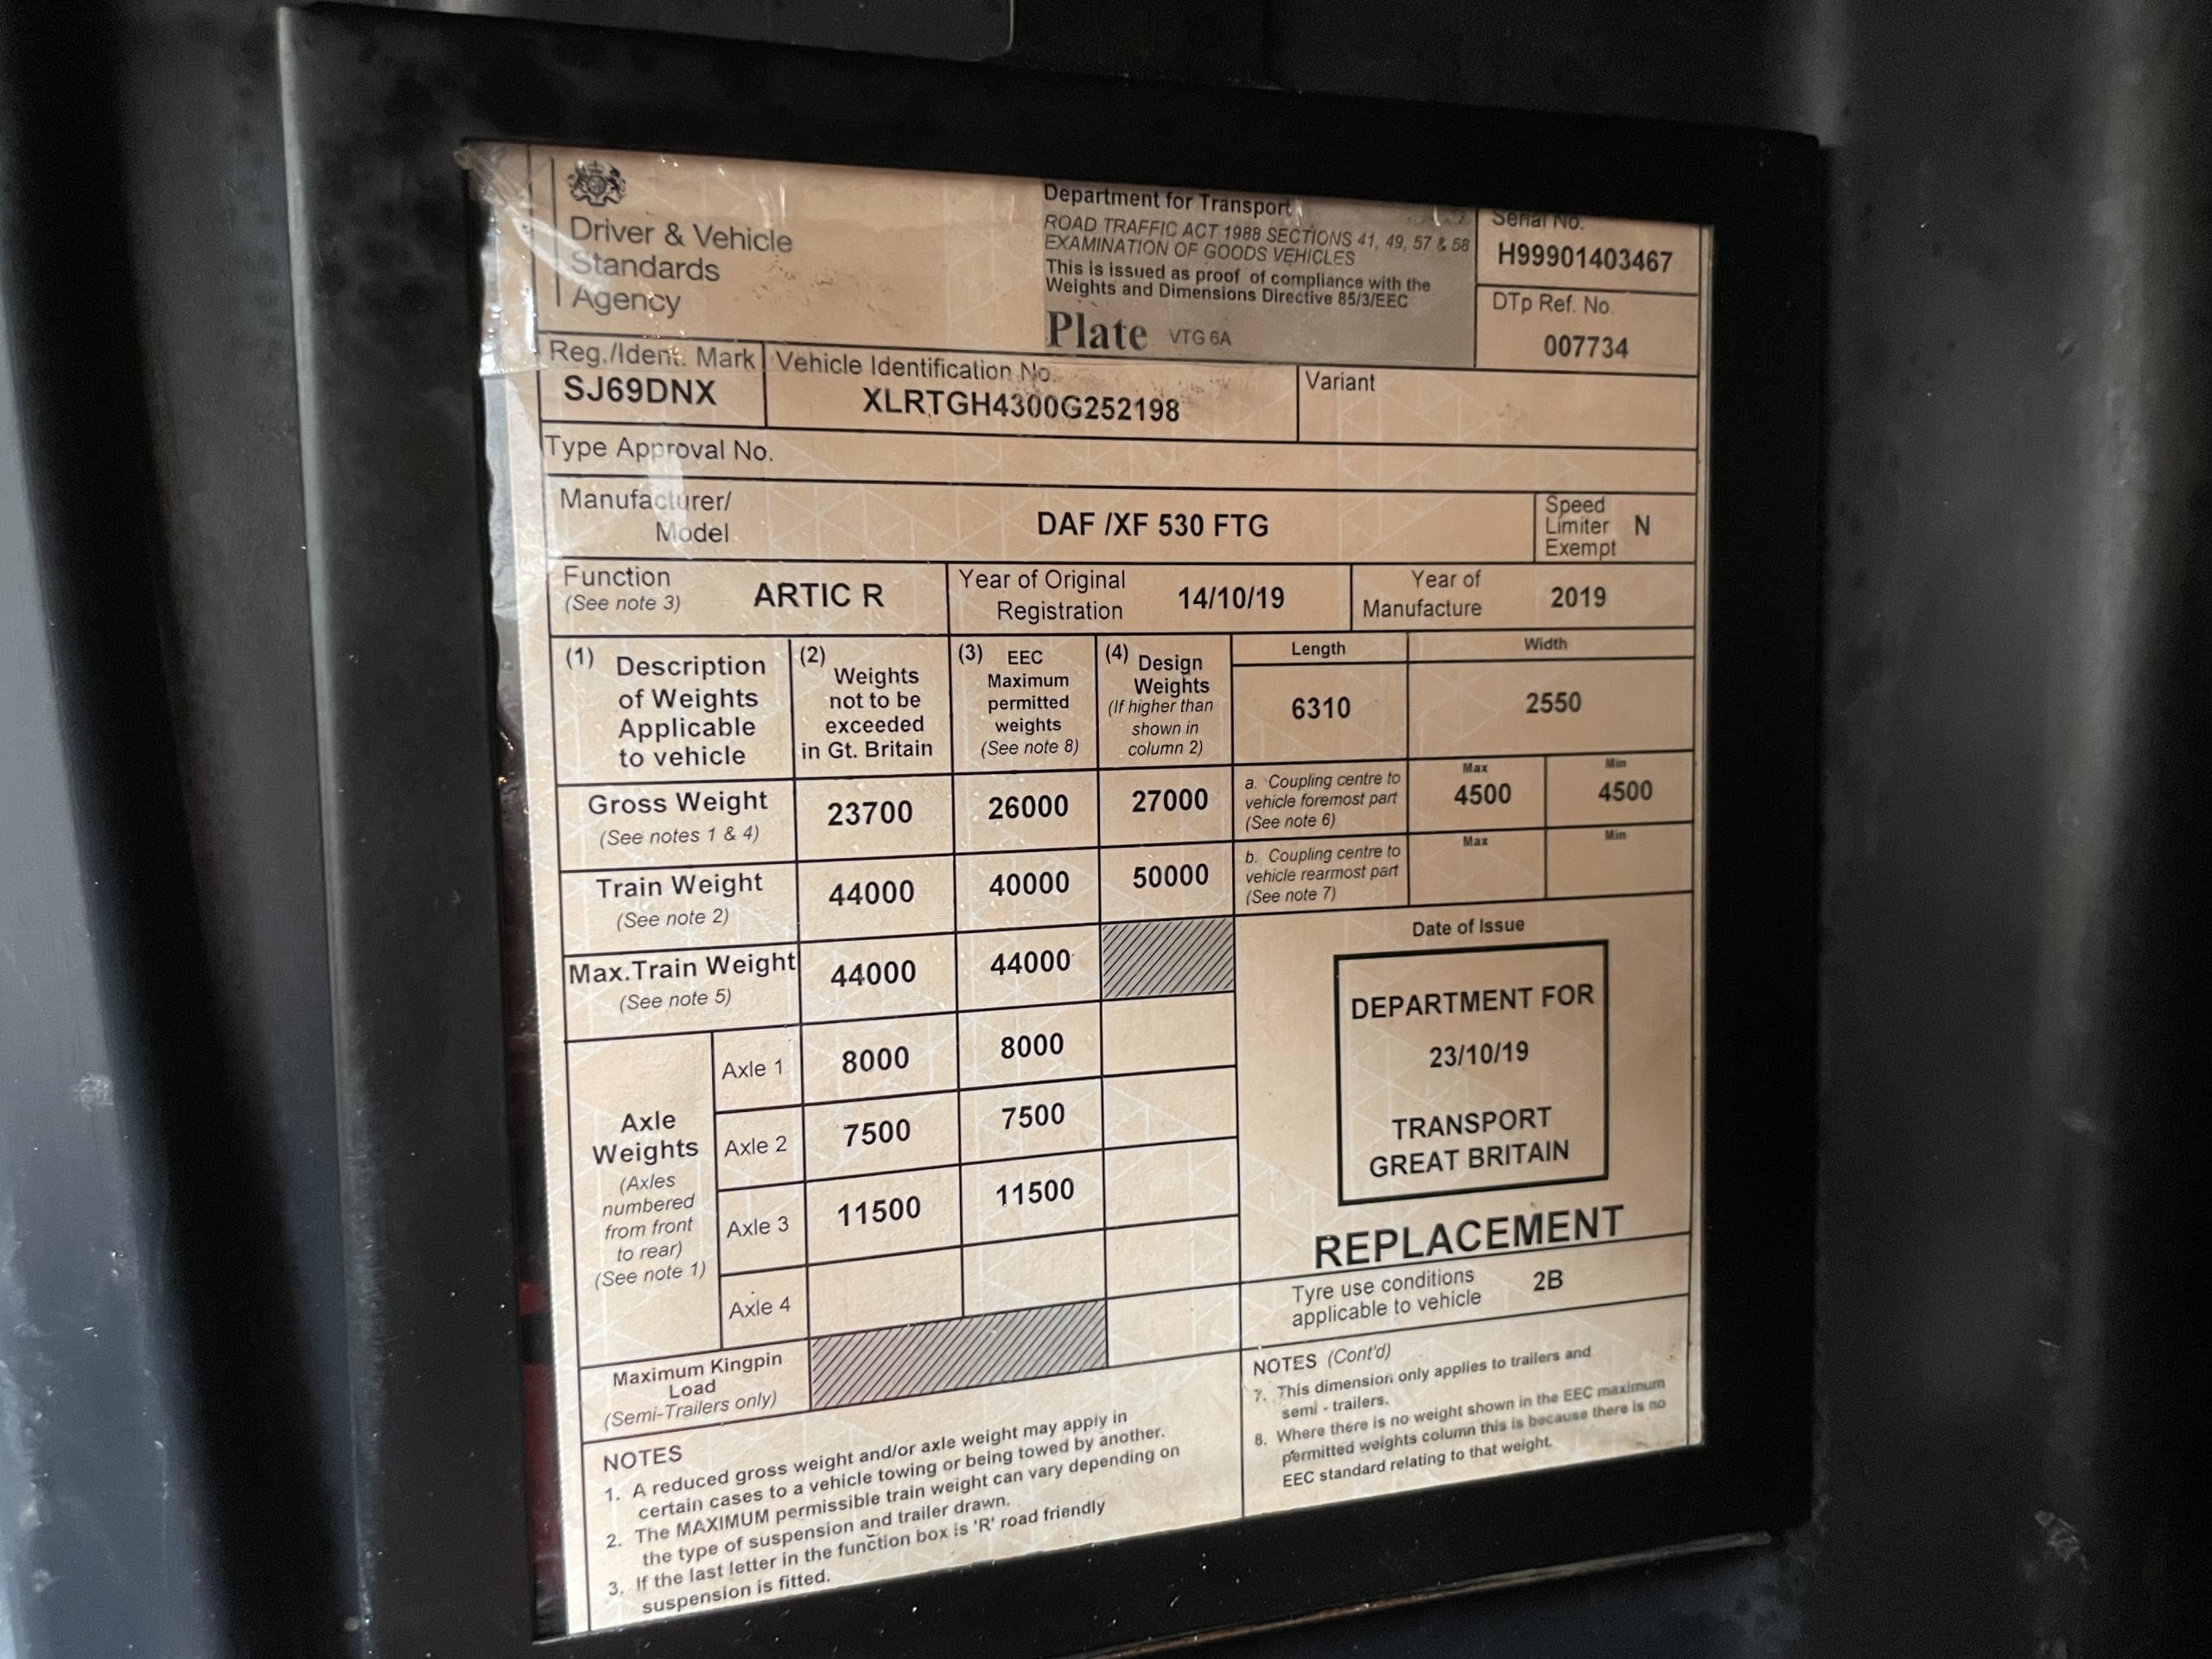 Driver & Vehicle
Standards
Agency
Department for Transport
ROAD TRAFFIC ACT 1988 SECTIONS 41, 49, 57 & 58
EXAMINATION OF GOODS VEHICLES
This is issued as proof of compliance with the
Weights and Dimensions Directive 85/3/EEC
Plate VTG 6A
Serial No.
H99901403467
DTp Ref. No.
007734
Reg./Ident. Mark
SJ69DNX
Vehicle Identification No.
XLRTGH4300G252198
Variant
Type Approval No.
Manufacturer/
Model
DAF /XF 530 FTG
Speed
Limiter
Exempt
N
Function
(See note 3)
ARTIC R
Year of Original
Registration
14/10/19
Year of
Manufacture
2019
(1) Description
of Weights
Applicable
to vehicle
(2) Weights
not to be
exceeded
in Gt. Britain
(3) EEC
Maximum
permitted
weights
(See note 8)
(4) Design
Weights
(If higher than
shown in
column 2)
Length
6310
Width
2550
Gross Weight
(See notes 1 & 4)
23700
26000
27000
a. Coupling centre to
vehicle foremost part
(See note 6)
Max
4500
Min
4500
Train Weight
(See note 2)
44000
40000
50000
b. Coupling centre to
vehicle rearmost part
(See note 7)
Max
Min
Max.Train Weight
(See note 5)
44000
44000
Axle
Weights
(Axles
numbered
from front
to rear)
(See note 1)
Axle 1
8000
8000
Axle 2
7500
7500
Axle 3
11500
11500
Axle 4
Maximum Kingpin
Load
(Semi-Trailers only)
Date of Issue
DEPARTMENT FOR
23/10/19
TRANSPORT
GREAT BRITAIN
REPLACEMENT
Tyre use conditions
applicable to vehicle
2B
NOTES
1. A reduced gross weight and/or axle weight may apply in
certain cases to a vehicle towing or being towed by another.
2. The MAXIMUM permissible train weight can vary depending on
the type of suspension and trailer drawn.
3. If the last letter in the function box is 'R' road friendly
suspension is fitted.
NOTES (Cont'd)
7. This dimension only applies to trailers and
semi - trailers.
8. Where there is no weight shown in the EEC maximum
permitted weights column this is because there is no
EEC standard relating to that weight.